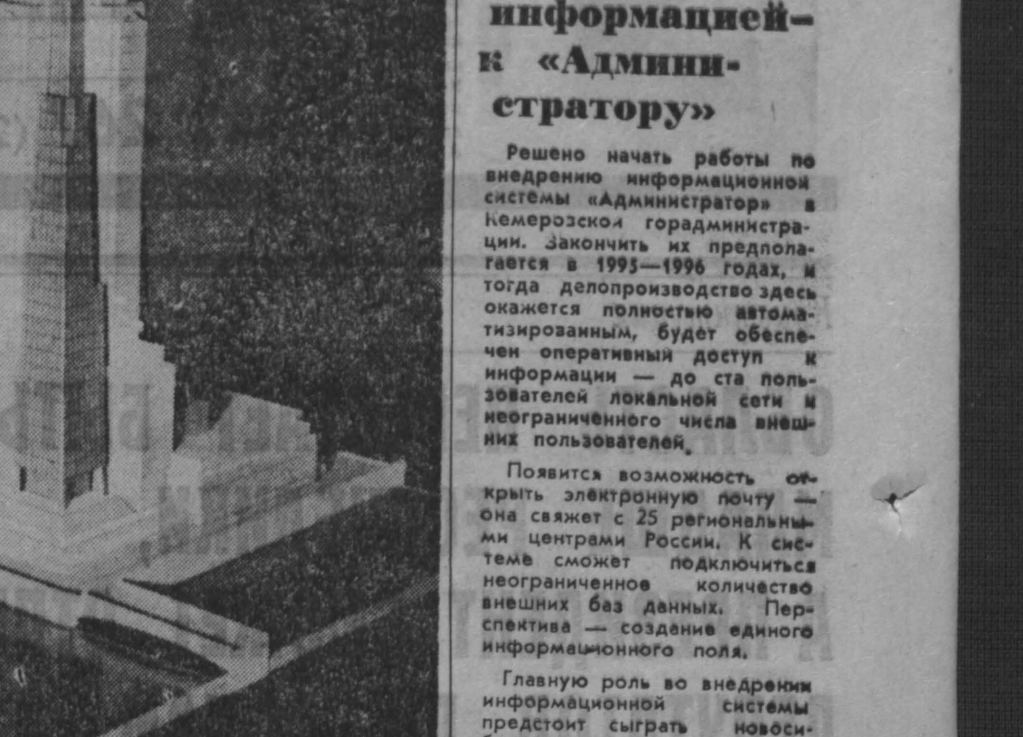 информацией—
к «Админи-
стратору»
Решено начать работы по
внедрению информационной
системы «Администратор» в
Кемеровской горадминистра-
ции. Закончить их предпола-
гается в 1995—1996 годах, и
тогда делопроизводство здесь
окажется полностью автома-
тизированным, будет обеспе-
чен оперативный доступ к
информации — до ста поль-
зователей локальной сети и
неограниченного числа внеш-
них пользователей.
Появится возможность от-
крыть электронную почту —
она свяжет с 25 региональны-
ми центрами России. К сис-
теме сможет подключиться
неограниченное количество
внешних баз данных. Пер-
спектива — создание единого
информационного поля.
Главную роль во внедрении
информационной системы
предстоит сыграть новоси-